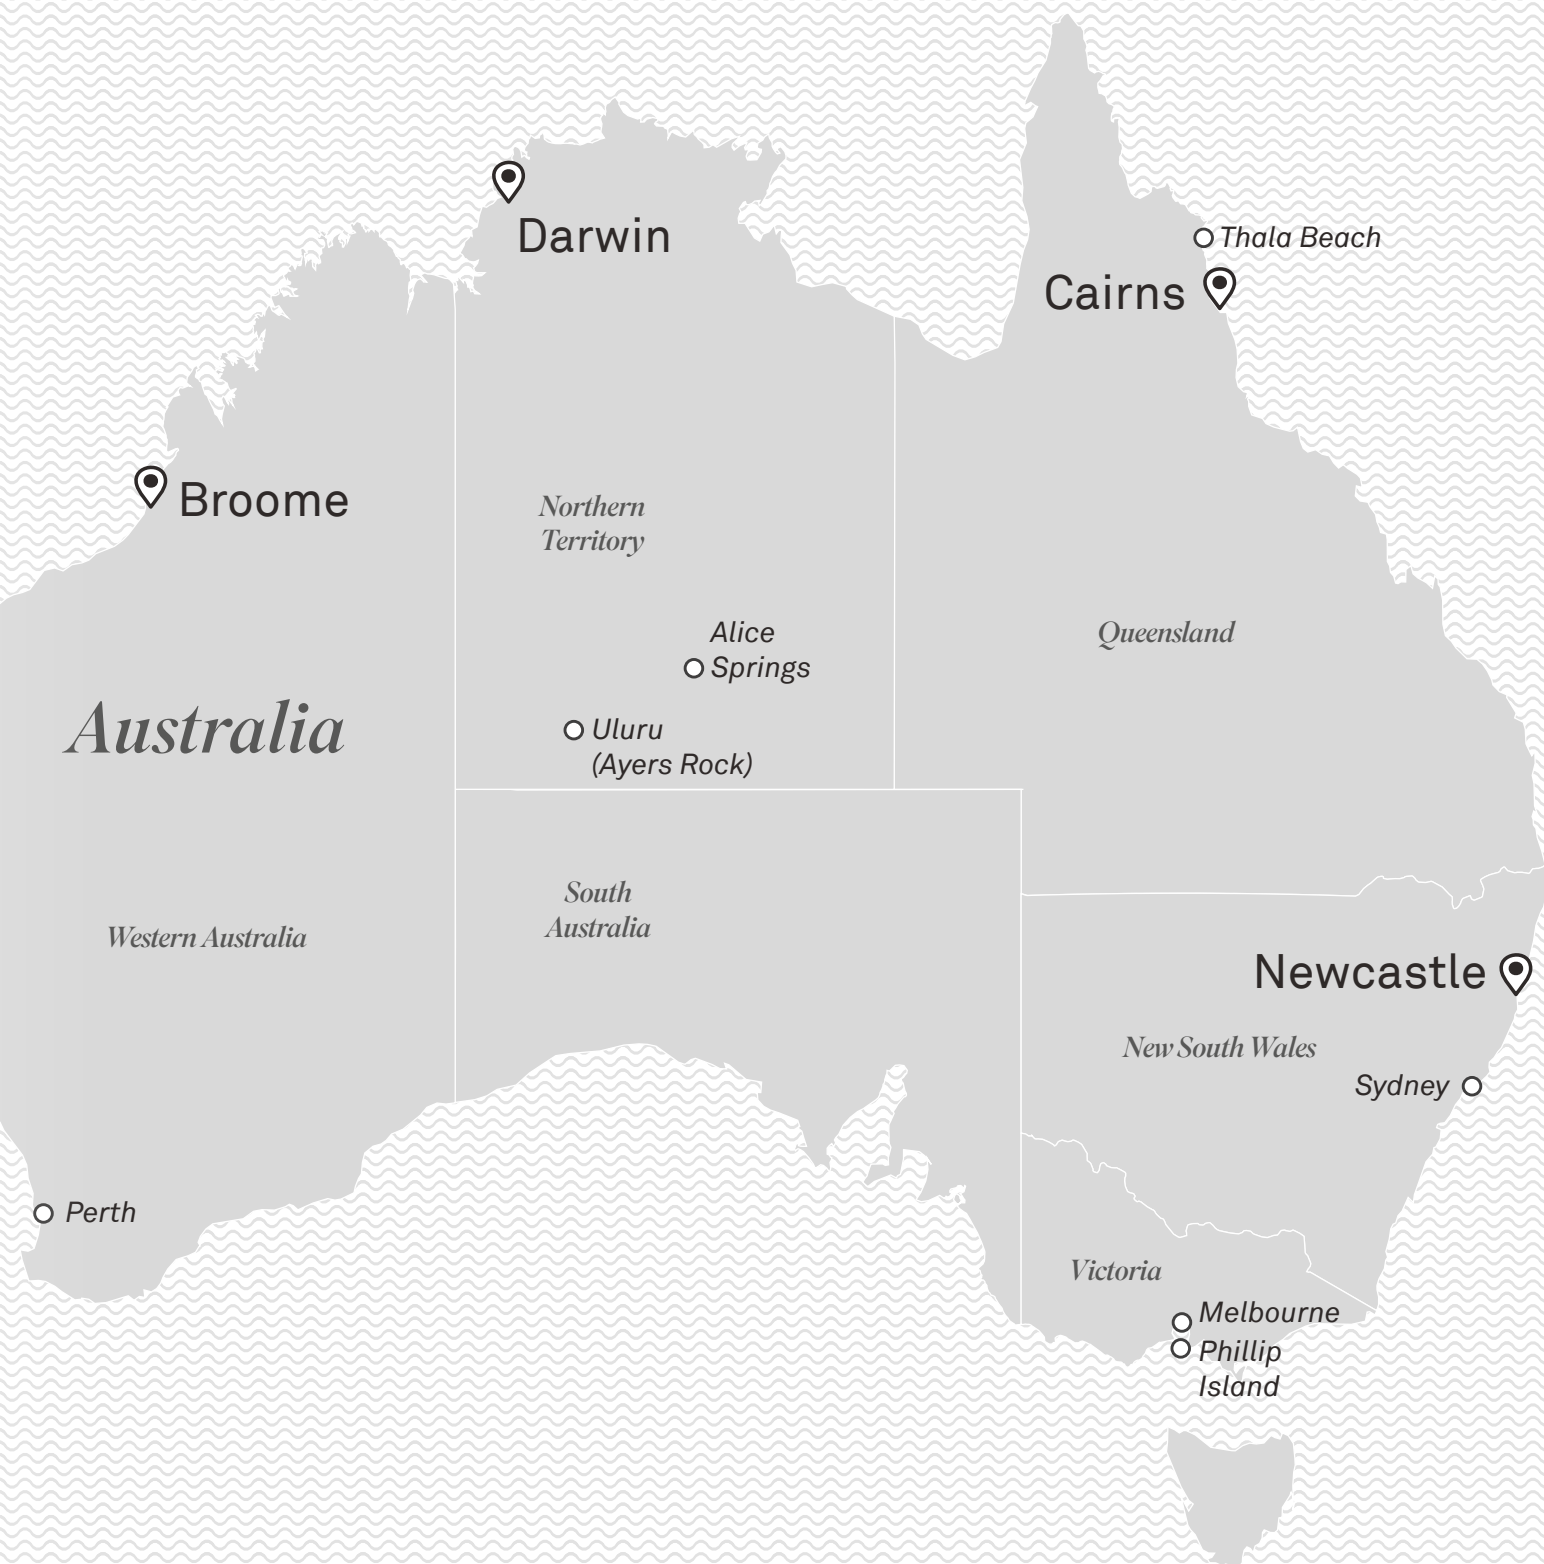 Darwin
Thala Beach
Cairns
Broome
Northern
Territory
Queensland
Alice
Springs
Australia
Uluru
(Ayers Rock)
South
Australia
Western Australia
Newcastle
New South Wales
Sydney
Perth
Victoria
Melbourne
Phillip
Island